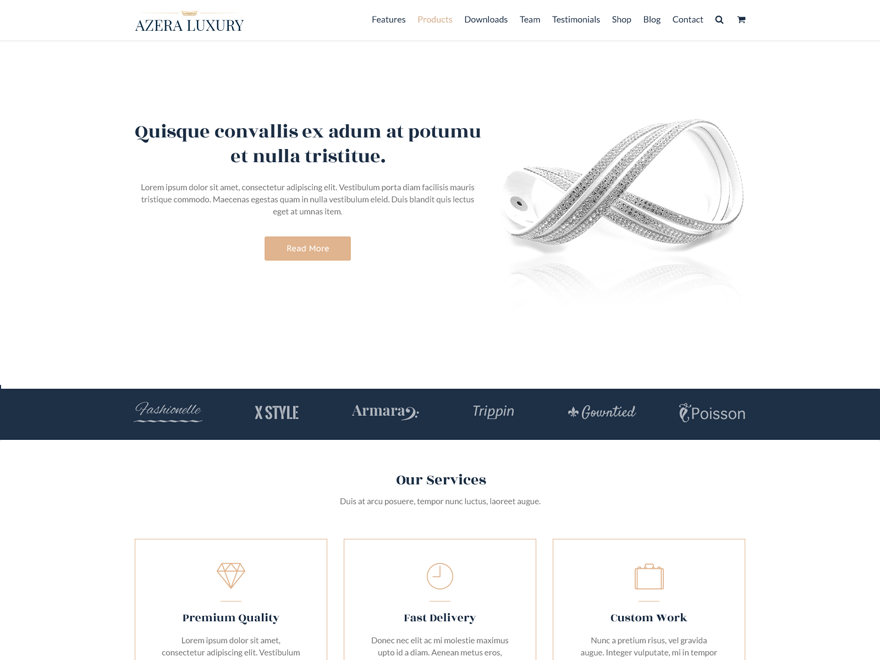 AZERA LUXURY
Features Products Downloads Team Testimonials Shop Blog Contact
Quisque convallis ex adum at potumu
et nulla tristitue.
Lorem ipsum dolor sit amet, consectetur adipiscing elit. Vestibulum porta diam facilisis mauris
tristique commodo. Maecenas egestas quam in nulla vestibulum eleid. Duis blandit quis lectus
eget at umnas item.
Read More
Fashionelle
X STYLE
Armara
Trippin
Gowntied
Poisson
Our Services
Duis at arcu posuere, tempor nunc luctus, laoreet augue.
Premium Quality
Lorem ipsum dolor sit amet,
consectetur adipiscing elit. Vestibulum
Fast Delivery
Donec nec elit ac mi molestie maximus
upto id a diam. Aenean metus eros,
Custom Work
Nunc a pretium risus, vel gravida
augue. Integer vulputate, mi in tempor